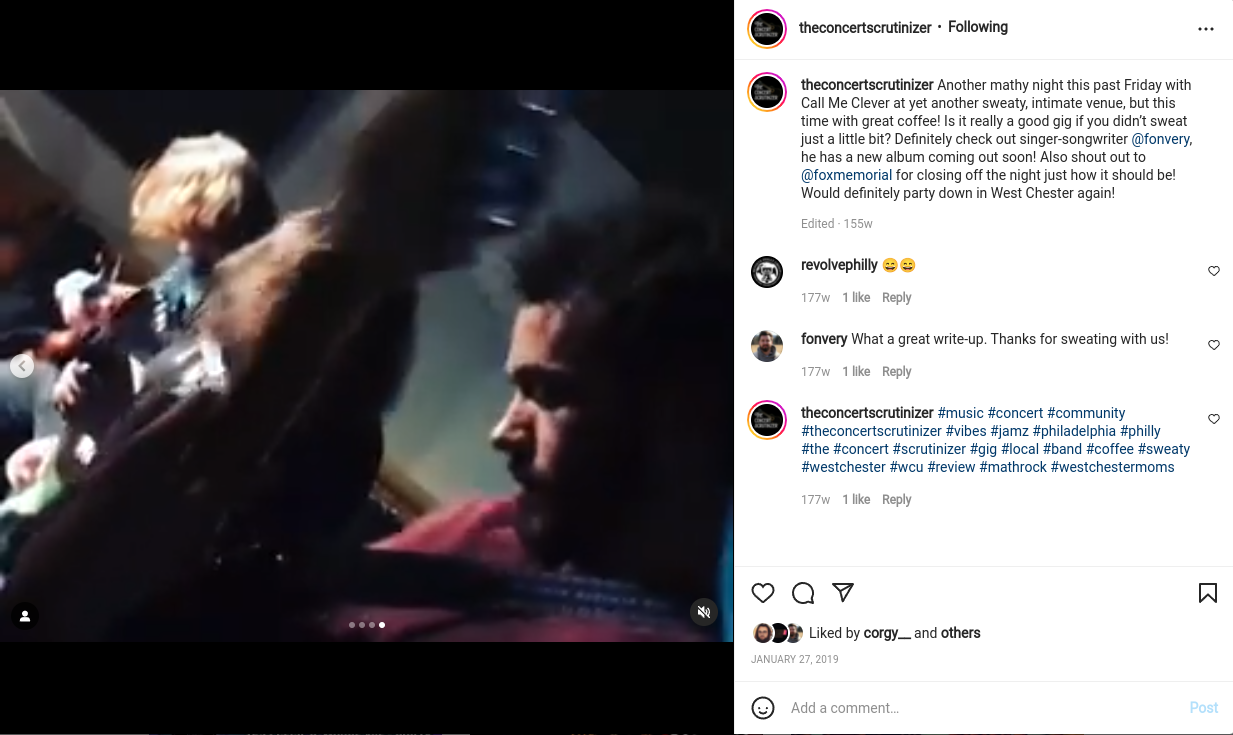 theconcertscrutinizer • Following
theconcertscrutinizer Another mathy night this past Friday with
Call Me Clever at yet another sweaty, intimate venue, but this
time with great coffee! Is it really a good gig if you didn’t sweat
just a little bit? Definitely check out singer-songwriter @fonvery,
he has a new album coming out soon! Also shout out to
@foxmemorial for closing off the night just how it should be!
Would definitely party down in West Chester again!
Edited · 155w
revolvephilly 😄😄
177w 1 like Reply
fonvery What a great write-up. Thanks for sweating with us!
177w 1 like Reply
theconcertscrutinizer #music #concert #community
#theconcertscrutinizer #vibes #jamz #philadelphia #philly
#the #concert #scrutinizer #gig #local #band #coffee #sweaty
#westchester #wcu #review #mathrock #westchestermoms
177w 1 like Reply
Liked by corgy__ and others
JANUARY 27, 2019
Add a comment...
Post